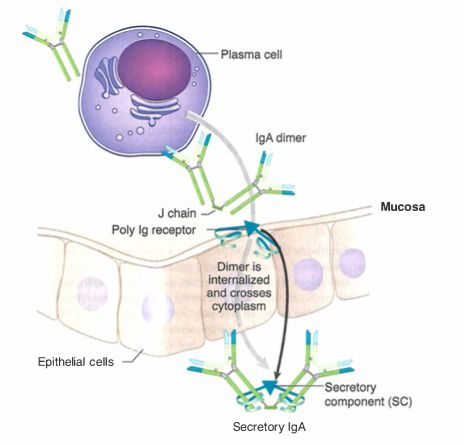 Plasma cell
IgA dimer
J chain
Mucosa
Poly Ig receptor
Dimer is
internalized
and crosses
cytoplasm
Epithelial cells
Secretory
component (SC)
Secretory IgA